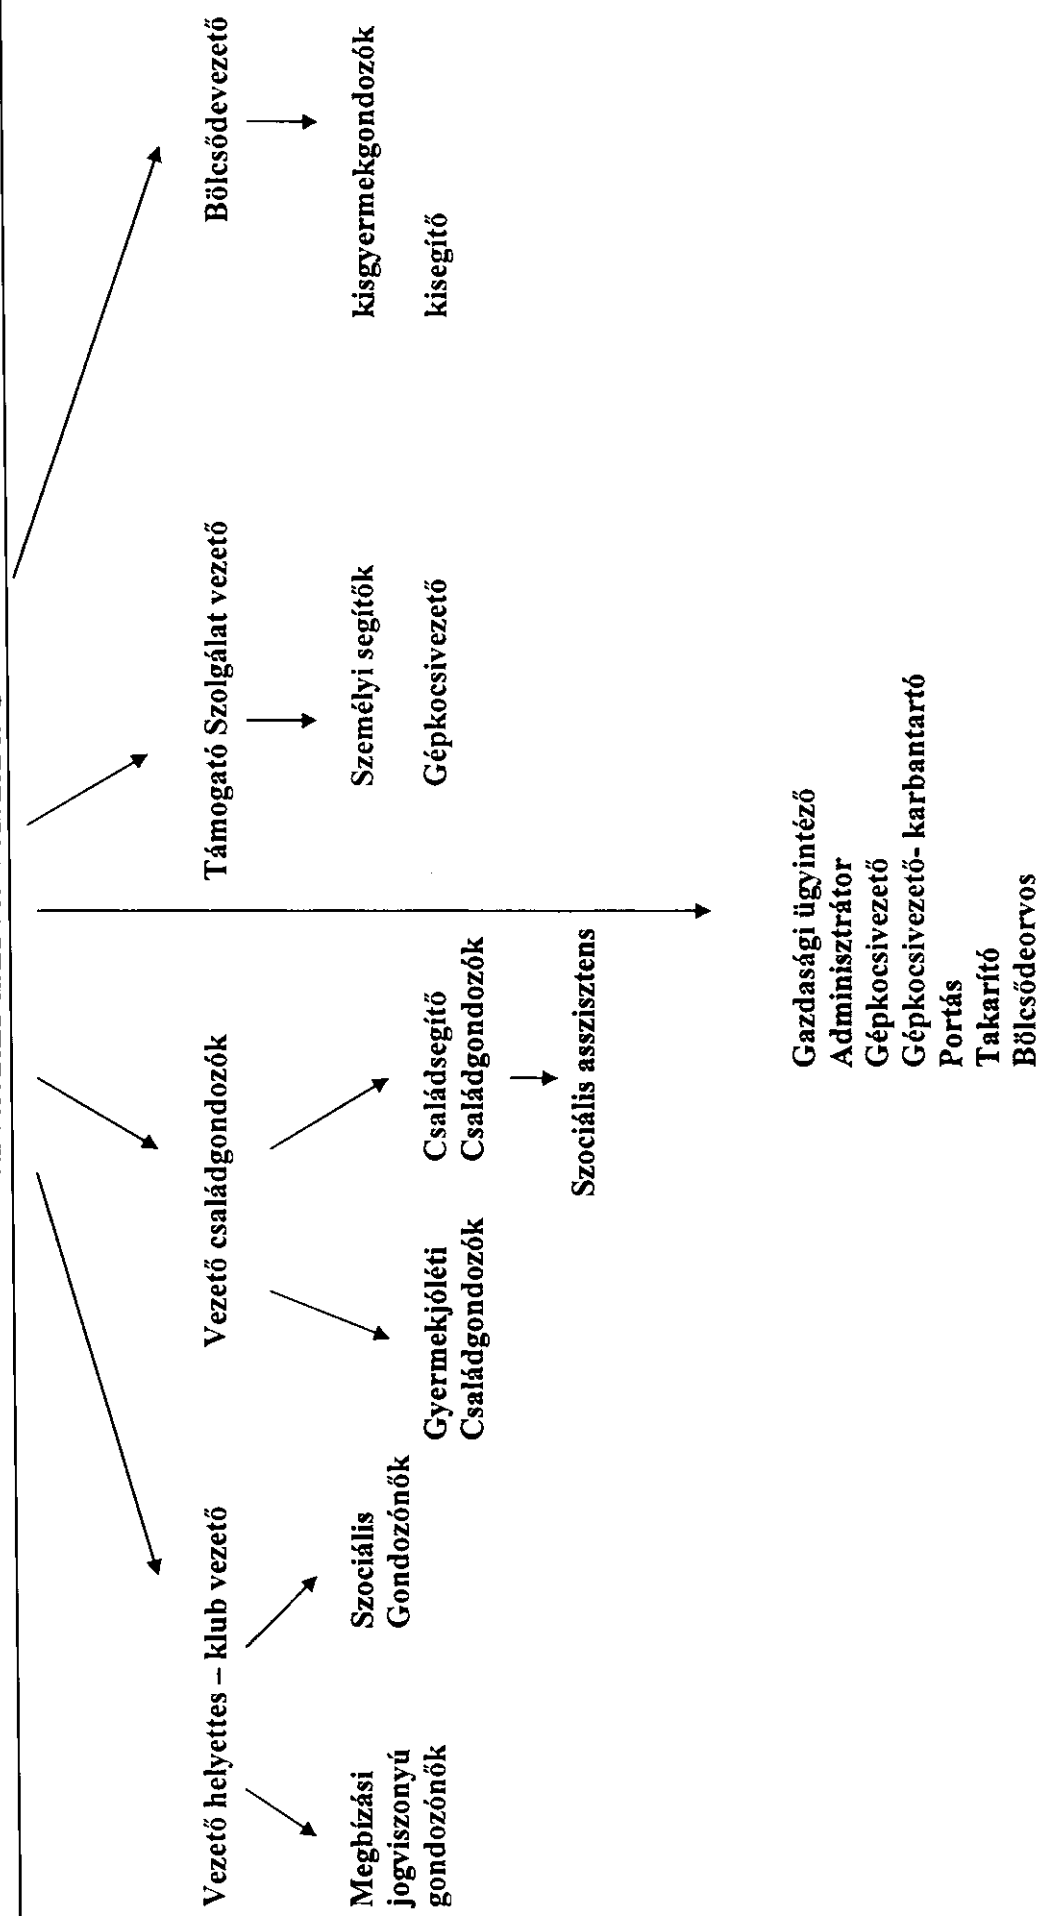 Vezető helyettes – klub vezető
Vezető családgondozók
Támogató Szolgálat vezető
Bölcsődevezető
Megbízási
jogviszonyú
gondozónők
Szociális
Gondozónők
Gyermekjóléti
Családgondozók
Családsegítő
Családgondozók
Szociális asszisztens
Személyi segítők
Gépkocsivezető
kisgyermekgondozók
kisegítő
Gazdasági ügyintéző
Adminisztrátor
Gépkocsivezető
Gépkocsivezető- karbantartó
Portás
Takarító
Bölcsődeorvos